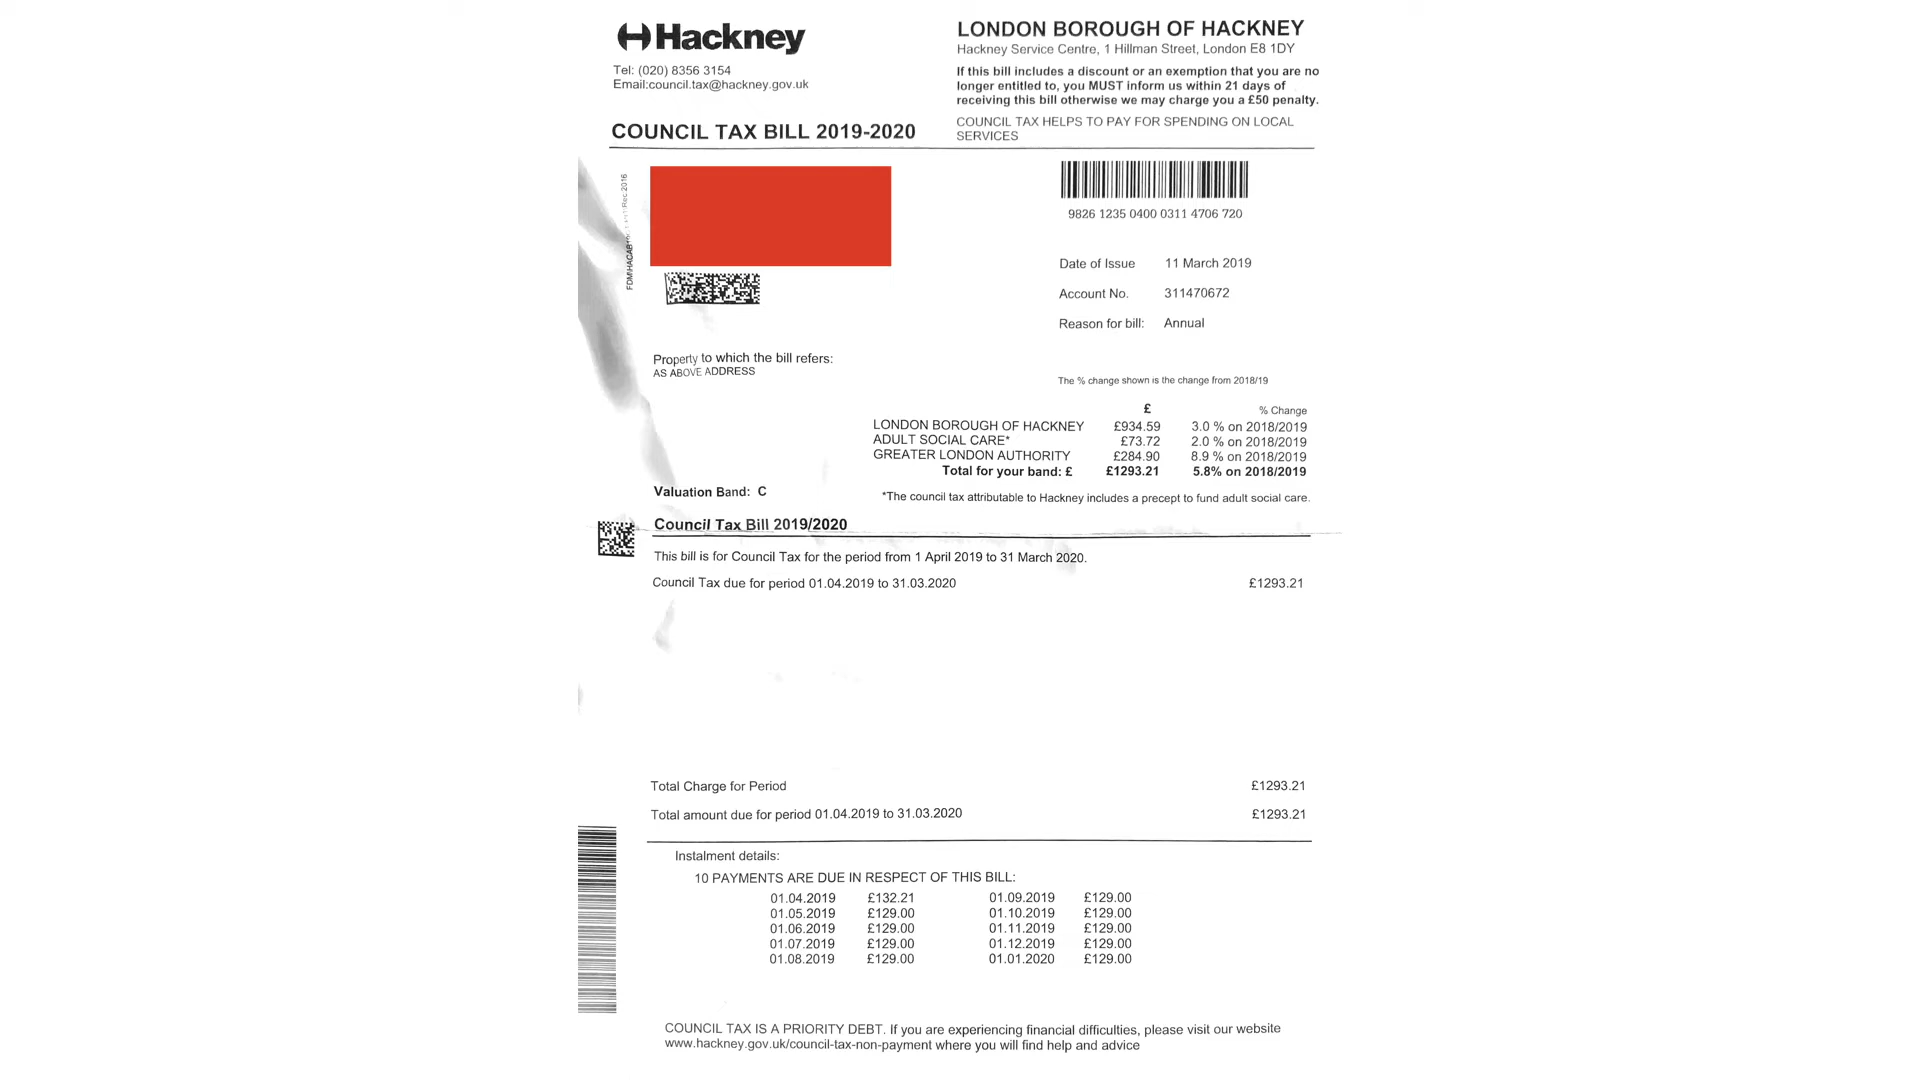 Hackney
Tel: (020) 8356 3154
Email:council.tax@hackney.gov.uk
COUNCIL TAX BILL 2019-2020
LONDON BOROUGH OF HACKNEY
Hackney Service Centre, 1 Hillman Street, London E8 1DY
If this bill includes a discount or an exemption that you are no
longer entitled to, you MUST inform us within 21 days of
receiving this bill otherwise we may charge you a £50 penalty.
COUNCIL TAX HELPS TO PAY FOR SPENDING ON LOCAL
SERVICES
9826 1235 0400 0311 4706 720
Date of Issue 11 March 2019
Account No. 311470672
Reason for bill: Annual
Property to which the bill refers:
AS ABOVE ADDRESS
The % change shown is the change from 2018/19
£ % Change
LONDON BOROUGH OF HACKNEY £934.59 3.0 % on 2018/2019
ADULT SOCIAL CARE* £73.72 2.0 % on 2018/2019
GREATER LONDON AUTHORITY £284.90 8.9 % on 2018/2019
Total for your band: £ £1293.21 5.8% on 2018/2019
Valuation Band: C
*The council tax attributable to Hackney includes a precept to fund adult social care.
Council Tax Bill 2019/2020
This bill is for Council Tax for the period from 1 April 2019 to 31 March 2020.
Council Tax due for period 01.04.2019 to 31.03.2020 £1293.21
Total Charge for Period £1293.21
Total amount due for period 01.04.2019 to 31.03.2020 £1293.21
Instalment details:
10 PAYMENTS ARE DUE IN RESPECT OF THIS BILL:
01.04.2019 £132.21 01.09.2019 £129.00
01.05.2019 £129.00 01.10.2019 £129.00
01.06.2019 £129.00 01.11.2019 £129.00
01.07.2019 £129.00 01.12.2019 £129.00
01.08.2019 £129.00 01.01.2020 £129.00
COUNCIL TAX IS A PRIORITY DEBT. If you are experiencing financial difficulties, please visit our website
www.hackney.gov.uk/council-tax-non-payment where you will find help and advice